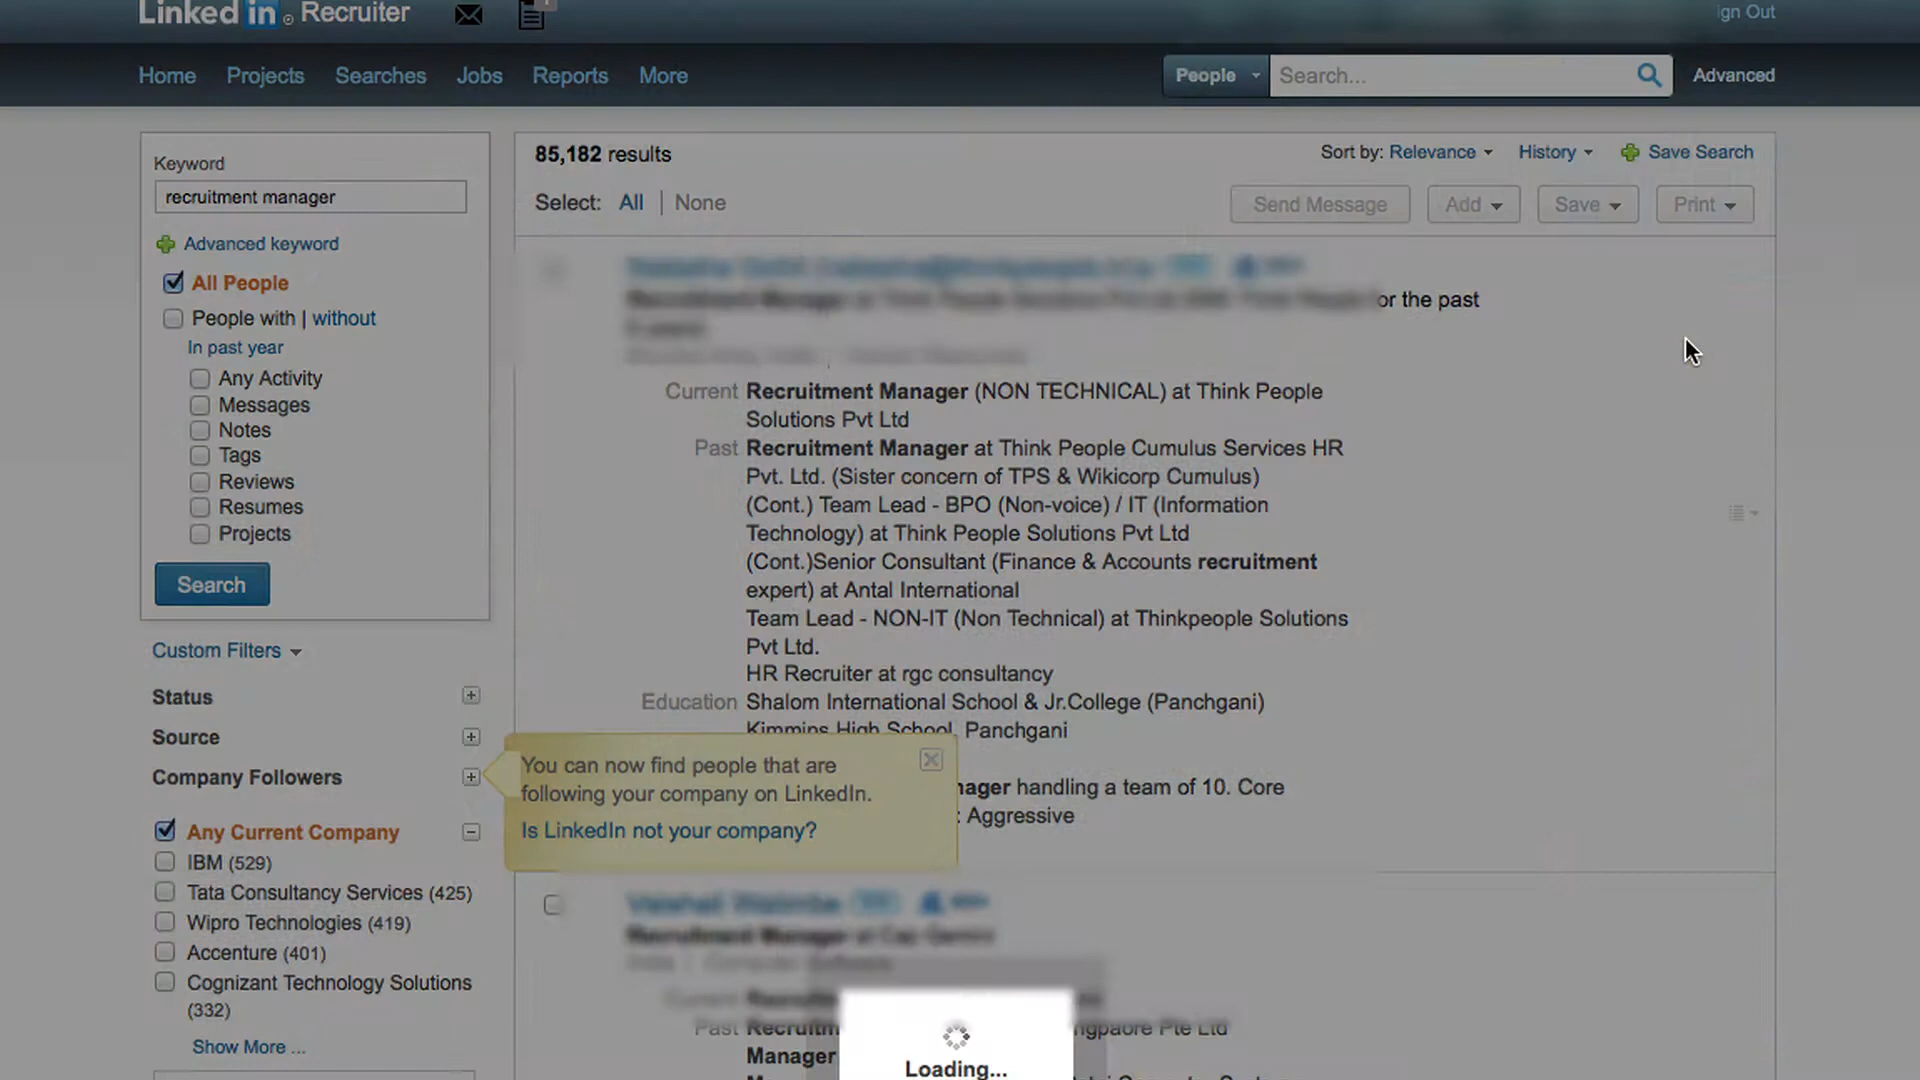 Linked in Recruiter
ign Out
Home Projects Searches Jobs Reports More
People Search... Advanced
Keyword
recruitment manager
Advanced keyword
All People
People with | without
In past year
Any Activity
Messages
Notes
Tags
Reviews
Resumes
Projects
Search
Custom Filters
Status
Source
Company Followers
Any Current Company
IBM (529)
Tata Consultancy Services (425)
Wipro Technologies (419)
Accenture (401)
Cognizant Technology Solutions
(332)
Show More ...
85,182 results
Sort by: Relevance History Save Search
Select: All | None
Send Message Add Save Print
or the past
Current Recruitment Manager (NON TECHNICAL) at Think People
Solutions Pvt Ltd
Past Recruitment Manager at Think People Cumulus Services HR
Pvt. Ltd. (Sister concern of TPS & Wikicorp Cumulus)
(Cont.) Team Lead - BPO (Non-voice) / IT (Information
Technology) at Think People Solutions Pvt Ltd
(Cont.)Senior Consultant (Finance & Accounts recruitment
expert) at Antal International
Team Lead - NON-IT (Non Technical) at Thinkpeople Solutions
Pvt Ltd.
HR Recruiter at rgc consultancy
Education Shalom International School & Jr.College (Panchgani)
Kimmins High School, Panchgani
nager handling a team of 10. Core
: Aggressive
You can now find people that are
following your company on LinkedIn.
Is LinkedIn not your company?
Current
Past Recruitm ngpaore Pte Ltd
Manager
Loading...